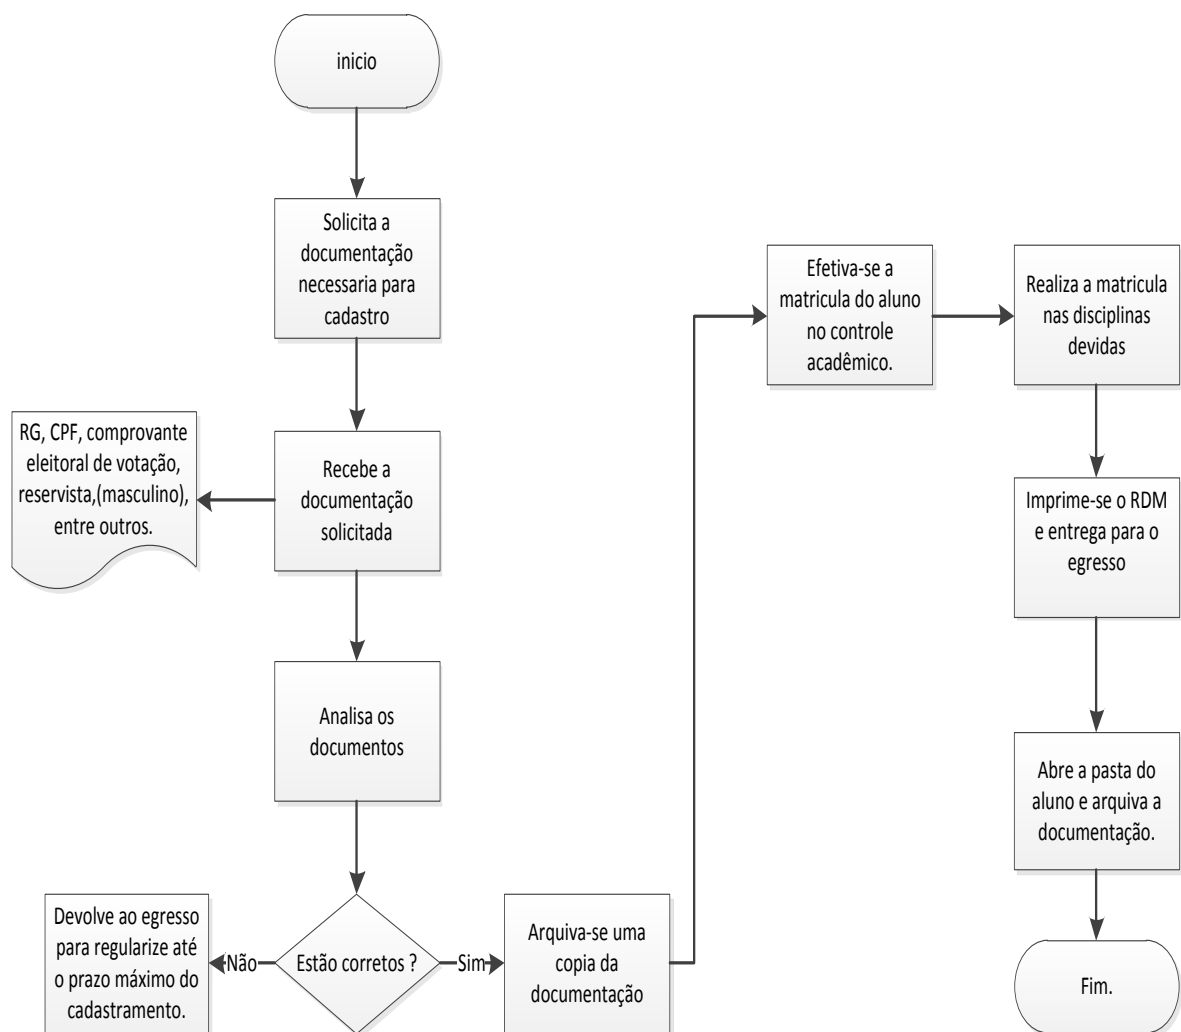 inicio
Solicita a
documentação
necessaria para
cadastro
RG, CPF, comprovante
eleitoral de votação,
reservista,(masculino),
entre outros.
Recebe a
documentação
solicitada
Analisa os
documentos
Estão corretos ?
Não
Devolve ao egresso
para regularize até
o prazo máximo do
cadastramento.
Sim
Arquiva-se uma
copia da
documentação
Efetiva-se a
matricula do aluno
no controle
acadêmico.
Realiza a matricula
nas disciplinas
devidas
Imprime-se o RDM
e entrega para o
egresso
Abre a pasta do
aluno e arquiva a
documentação.
Fim.